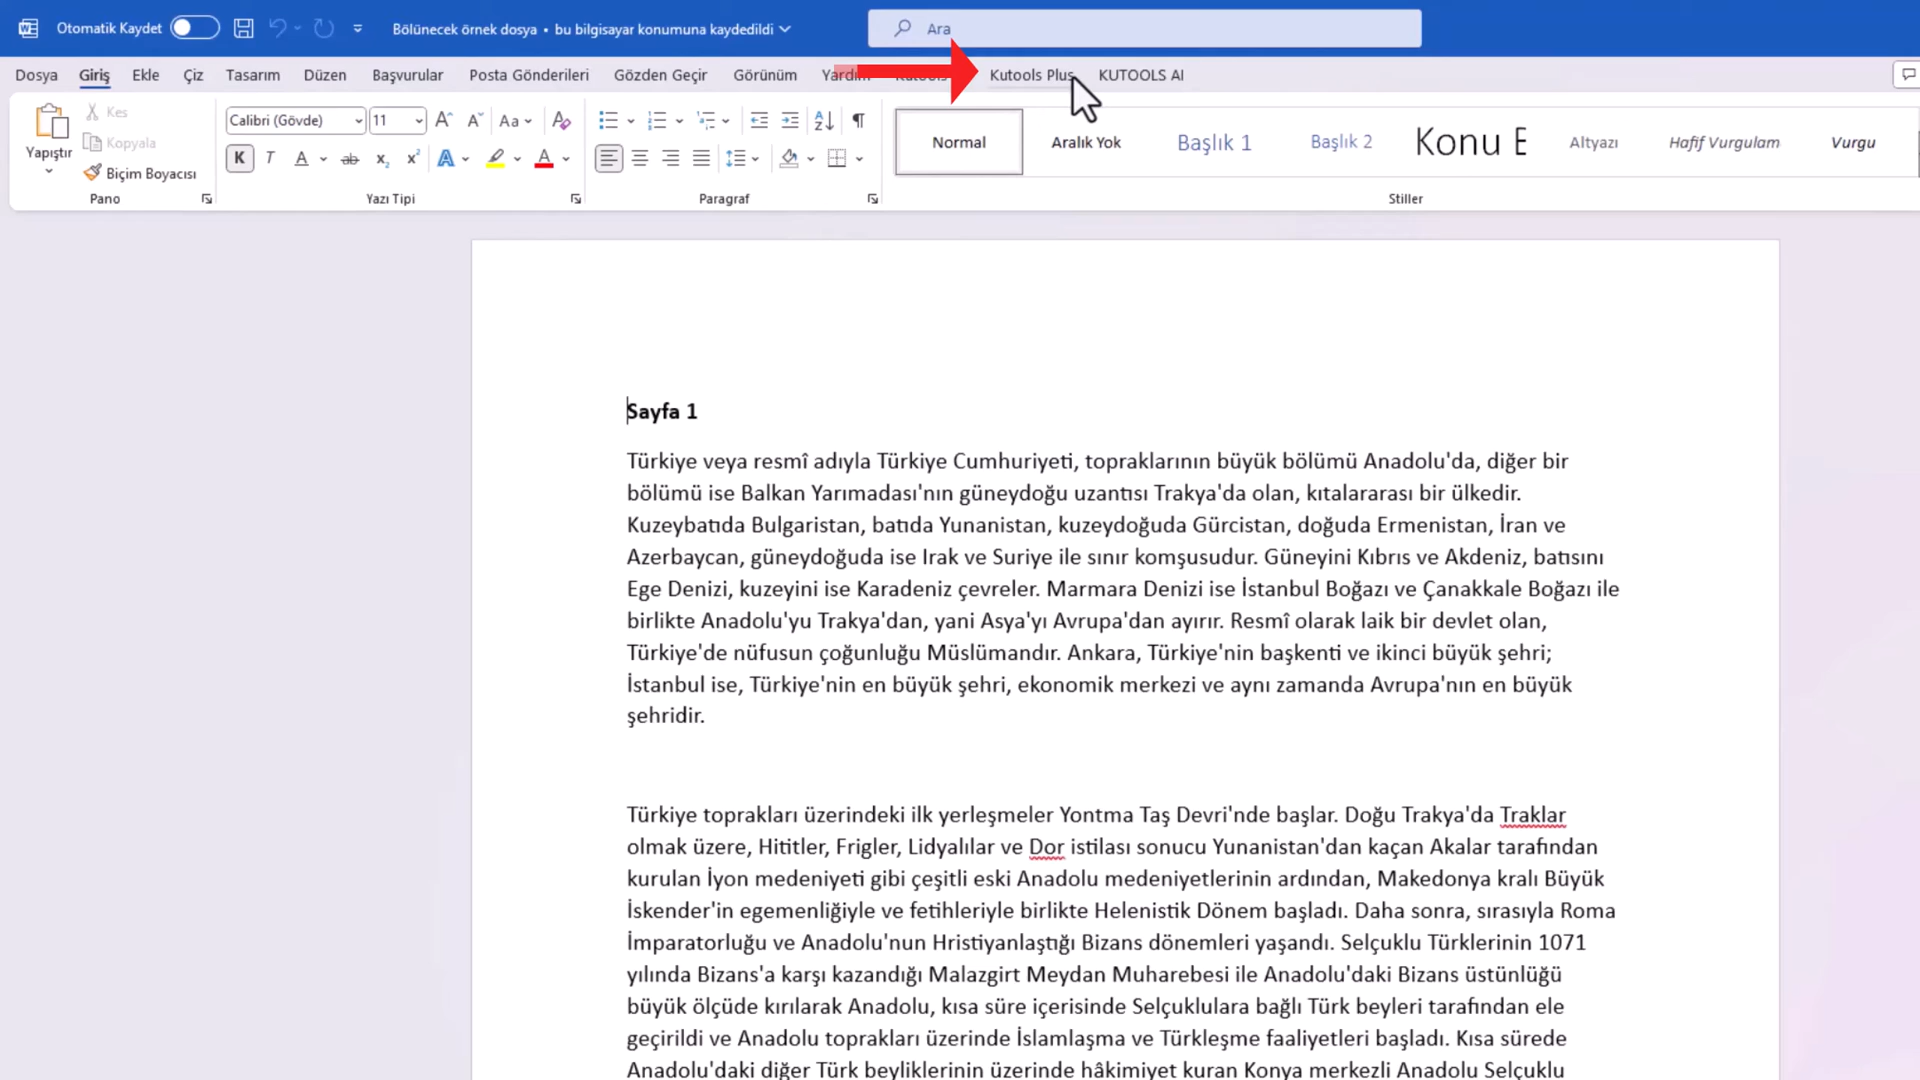 Otomatik Kaydet
Bölünecek örnek dosya • bu bilgisayar konumuna kaydedildi
Ara
Dosya Giriş Ekle Çiz Tasarım Düzen Başvurular Posta Gönderileri Gözden Geçir Görünüm Yardım Kutools Kutools Plus KUTOOLS AI
Yapıştır
Kes
Kopyala
Biçim Boyacısı
Pano
Calibri (Gövde) 11
Yazı Tipi
Paragraf
Normal
Aralık Yok
Başlık 1
Başlık 2
Konu B
Altyazı
Hafif Vurgulam
Vurgu
Stiller
Sayfa 1
Türkiye veya resmî adıyla Türkiye Cumhuriyeti, topraklarının büyük bölümü Anadolu'da, diğer bir
bölümü ise Balkan Yarımadası'nın güneydoğu uzantısı Trakya'da olan, kıtalararası bir ülkedir.
Kuzeybatıda Bulgaristan, batıda Yunanistan, kuzeydoğuda Gürcistan, doğuda Ermenistan, İran ve
Azerbaycan, güneydoğuda ise Irak ve Suriye ile sınır komşusudur. Güneyini Kıbrıs ve Akdeniz, batısını
Ege Denizi, kuzeyini ise Karadeniz çevreler. Marmara Denizi ise İstanbul Boğazı ve Çanakkale Boğazı ile
birlikte Anadolu'yu Trakya'dan, yani Asya'yı Avrupa'dan ayırır. Resmî olarak laik bir devlet olan,
Türkiye'de nüfusun çoğunluğu Müslümandır. Ankara, Türkiye'nin başkenti ve ikinci büyük şehri;
İstanbul ise, Türkiye'nin en büyük şehri, ekonomik merkezi ve aynı zamanda Avrupa'nın en büyük
şehridir.
Türkiye toprakları üzerindeki ilk yerleşmeler Yontma Taş Devri'nde başlar. Doğu Trakya'da Traklar
olmak üzere, Hititler, Frigler, Lidyalılar ve Dor istilası sonucu Yunanistan'dan kaçan Akalar tarafından
kurulan İyon medeniyeti gibi çeşitli eski Anadolu medeniyetlerinin ardından, Makedonya kralı Büyük
İskender'in egemenliğiyle ve fetihleriyle birlikte Helenistik Dönem başladı. Daha sonra, sırasıyla Roma
İmparatorluğu ve Anadolu'nun Hristiyanlaştığı Bizans dönemleri yaşandı. Selçuklu Türklerinin 1071
yılında Bizans'a karşı kazandığı Malazgirt Meydan Muharebesi ile Anadolu'daki Bizans üstünlüğü
büyük ölçüde kırılarak Anadolu, kısa süre içerisinde Selçuklulara bağlı Türk beyleri tarafından ele
geçirildi ve Anadolu toprakları üzerinde İslamlaşma ve Türkleşme faaliyetleri başladı. Kısa sürede
Anadolu'daki diğer Türk beyliklerinin üzerinde hâkimiyet kuran Konya merkezli Anadolu Selçuklu